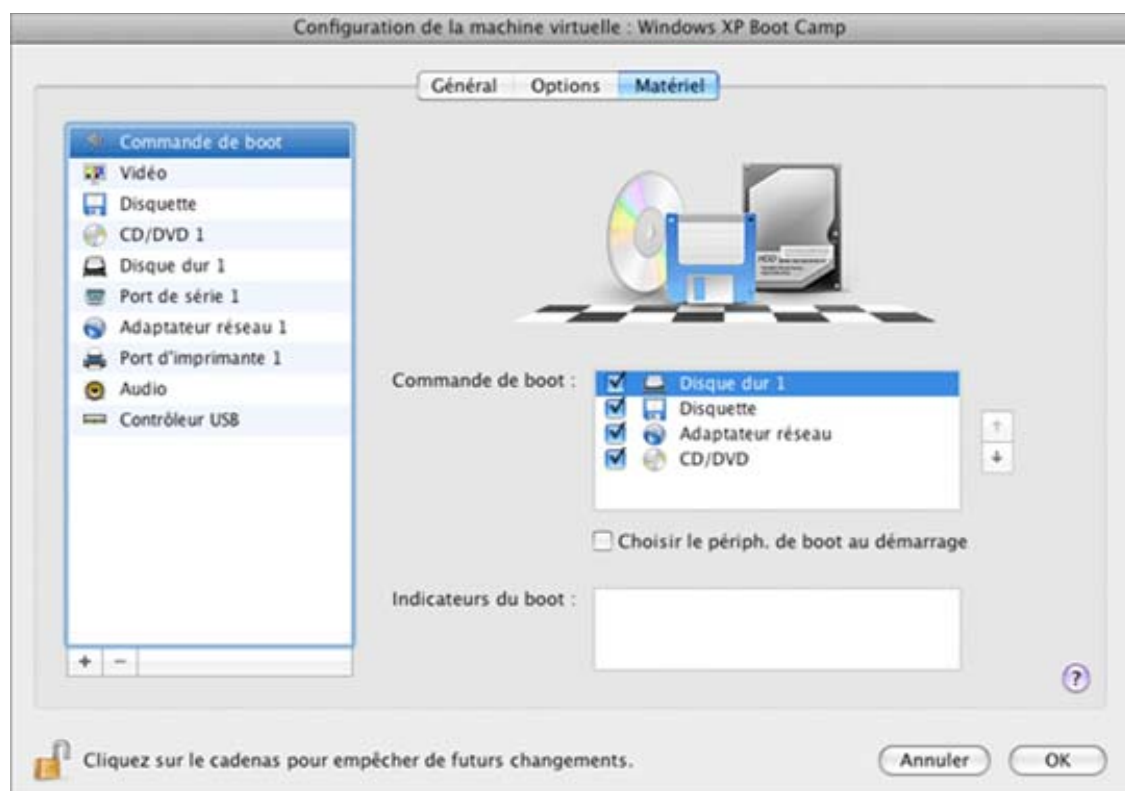 Configuration de la machine virtuelle : Windows XP Boot Camp
Général
Options
Matériel
Commande de boot
Vidéo
Disquette
CD/DVD 1
Disque dur 1
Port de série 1
Adaptateur réseau 1
Port d'imprimante 1
Audio
Contrôleur USB
HDD
Commande de boot :
Disque dur 1
Disquette
Adaptateur réseau
CD/DVD
Choisir le périph. de boot au démarrage
Indicateurs du boot :
+ −
?
Cliquez sur le cadenas pour empêcher de futurs changements.
Annuler
OK